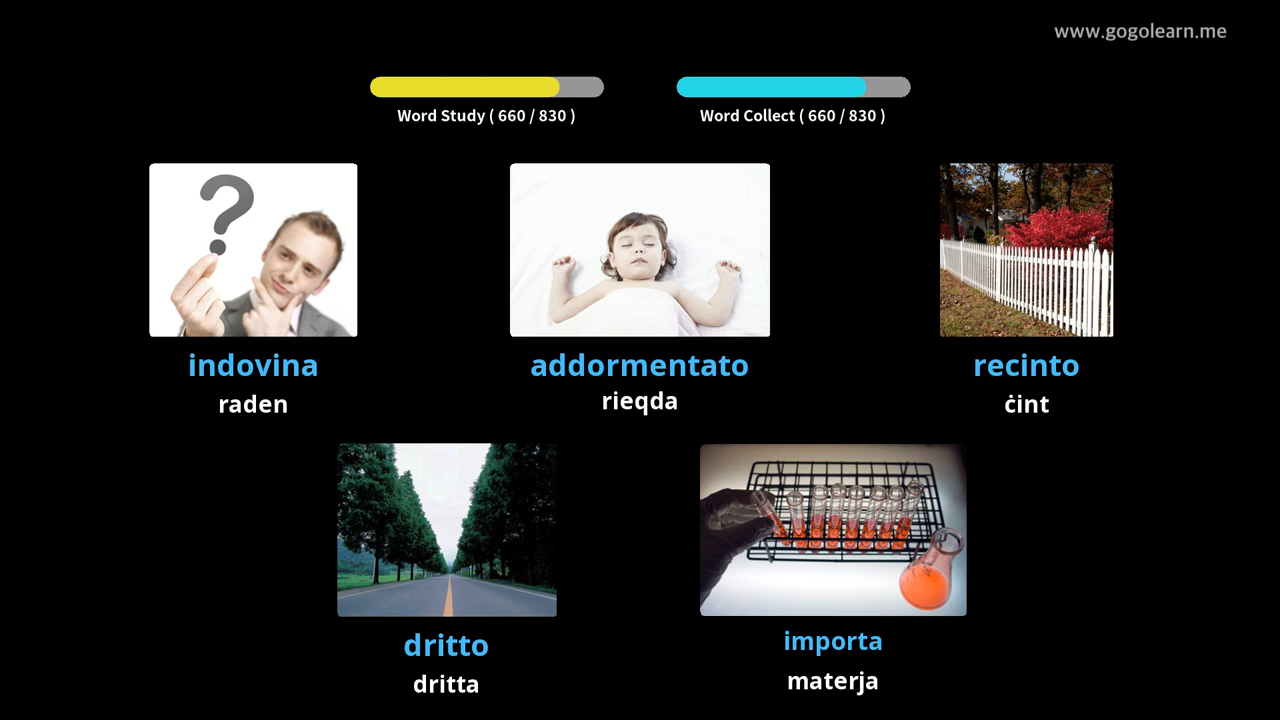 www.gogolearn.me
Word Study ( 660 / 830 )
Word Collect ( 660 / 830 )
indovina
raden
addormentato
rieqda
recinto
ċint
dritto
dritta
importa
materja